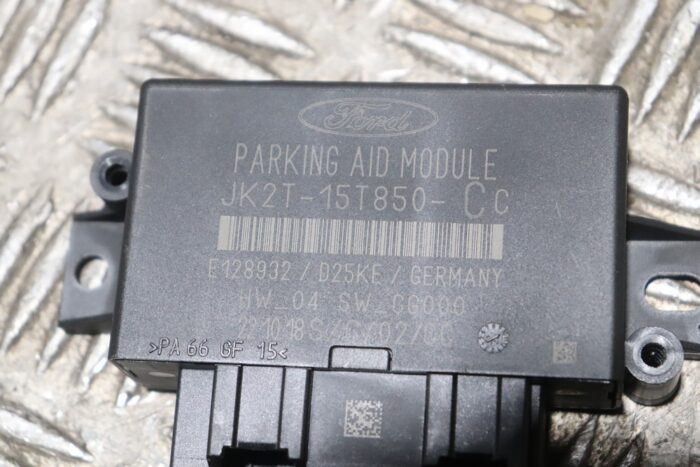 Ford
PARKING AID MODULE
JK2T-15T850- Cc
E128932 / D25KE / GERMANY
HW_04 SW_CG000
>PA 66 GF 15<